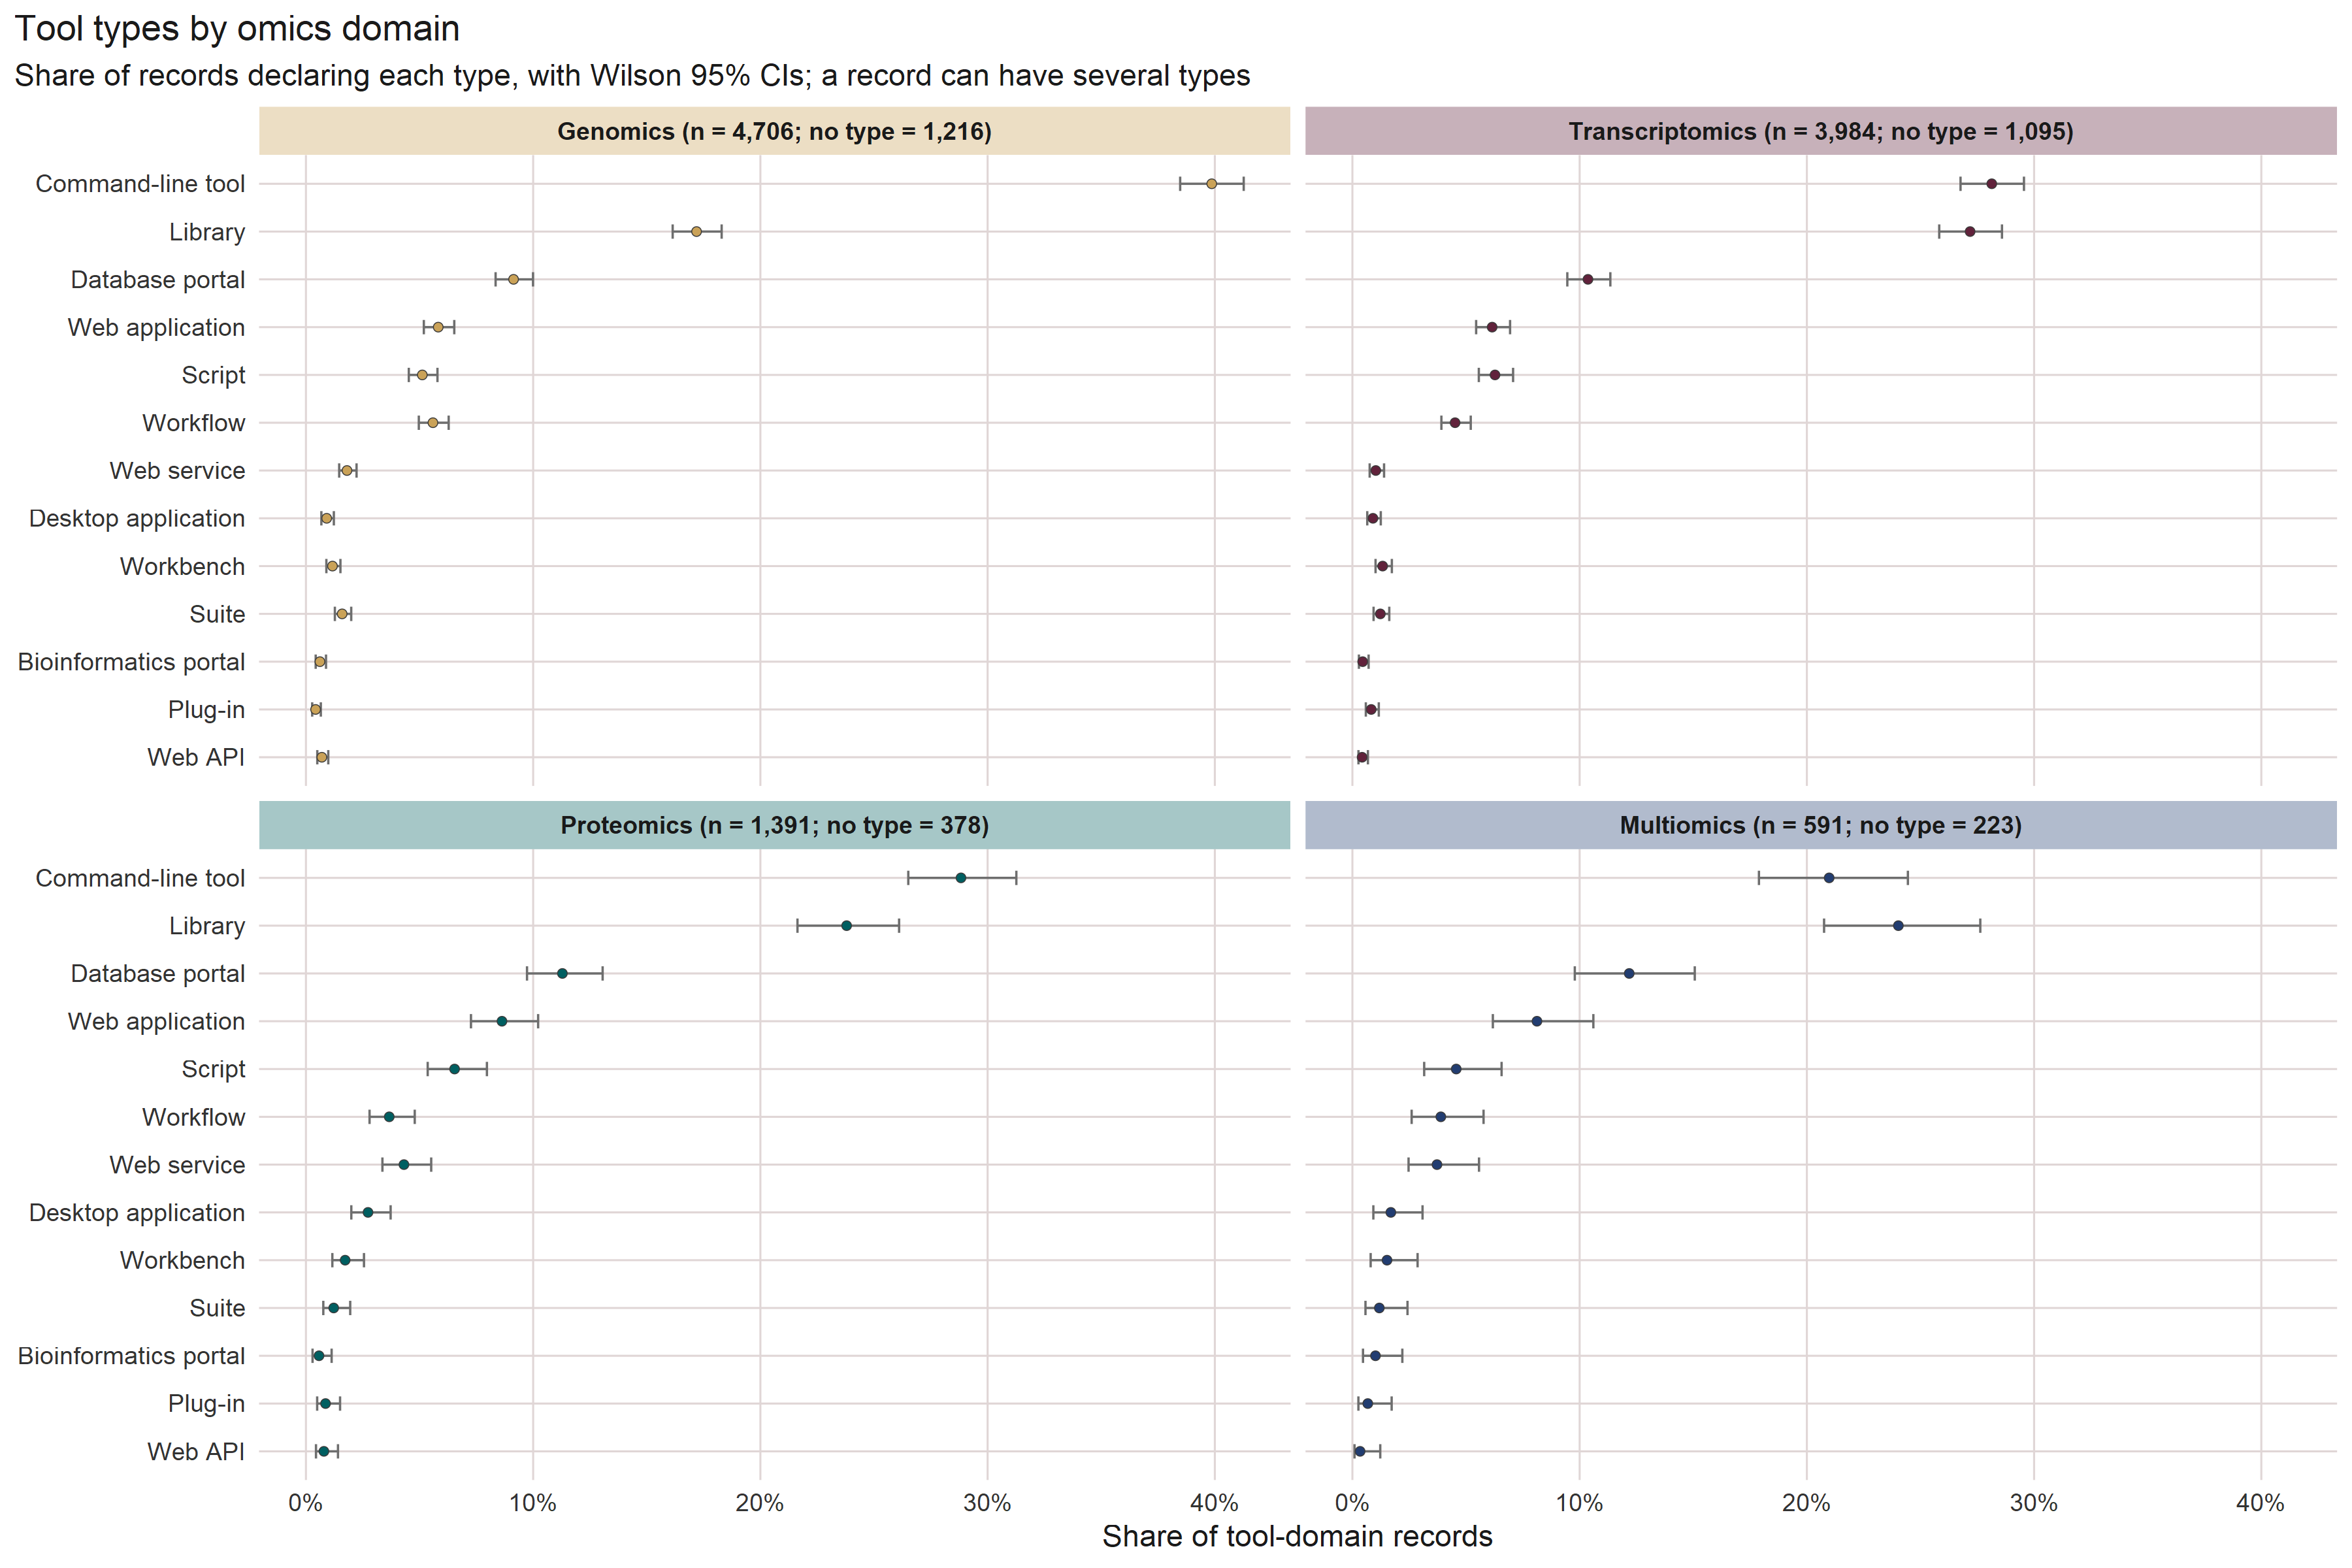 Tool types by omics domain
Share of records declaring each type, with Wilson 95% CIs; a record can have several types
Genomics (n = 4,706; no type = 1,216)
Transcriptomics (n = 3,984; no type = 1,095)
Command-line tool
Library
Database portal
Web application
Script
Workflow
Web service
Desktop application
Workbench
Suite
Bioinformatics portal
Plug-in
Web API
Proteomics (n = 1,391; no type = 378)
Multiomics (n = 591; no type = 223)
Command-line tool
Library
Database portal
Web application
Script
Workflow
Web service
Desktop application
Workbench
Suite
Bioinformatics portal
Plug-in
Web API
0% 10% 20% 30% 40% 0% 10% 20% 30% 40%
Share of tool-domain records